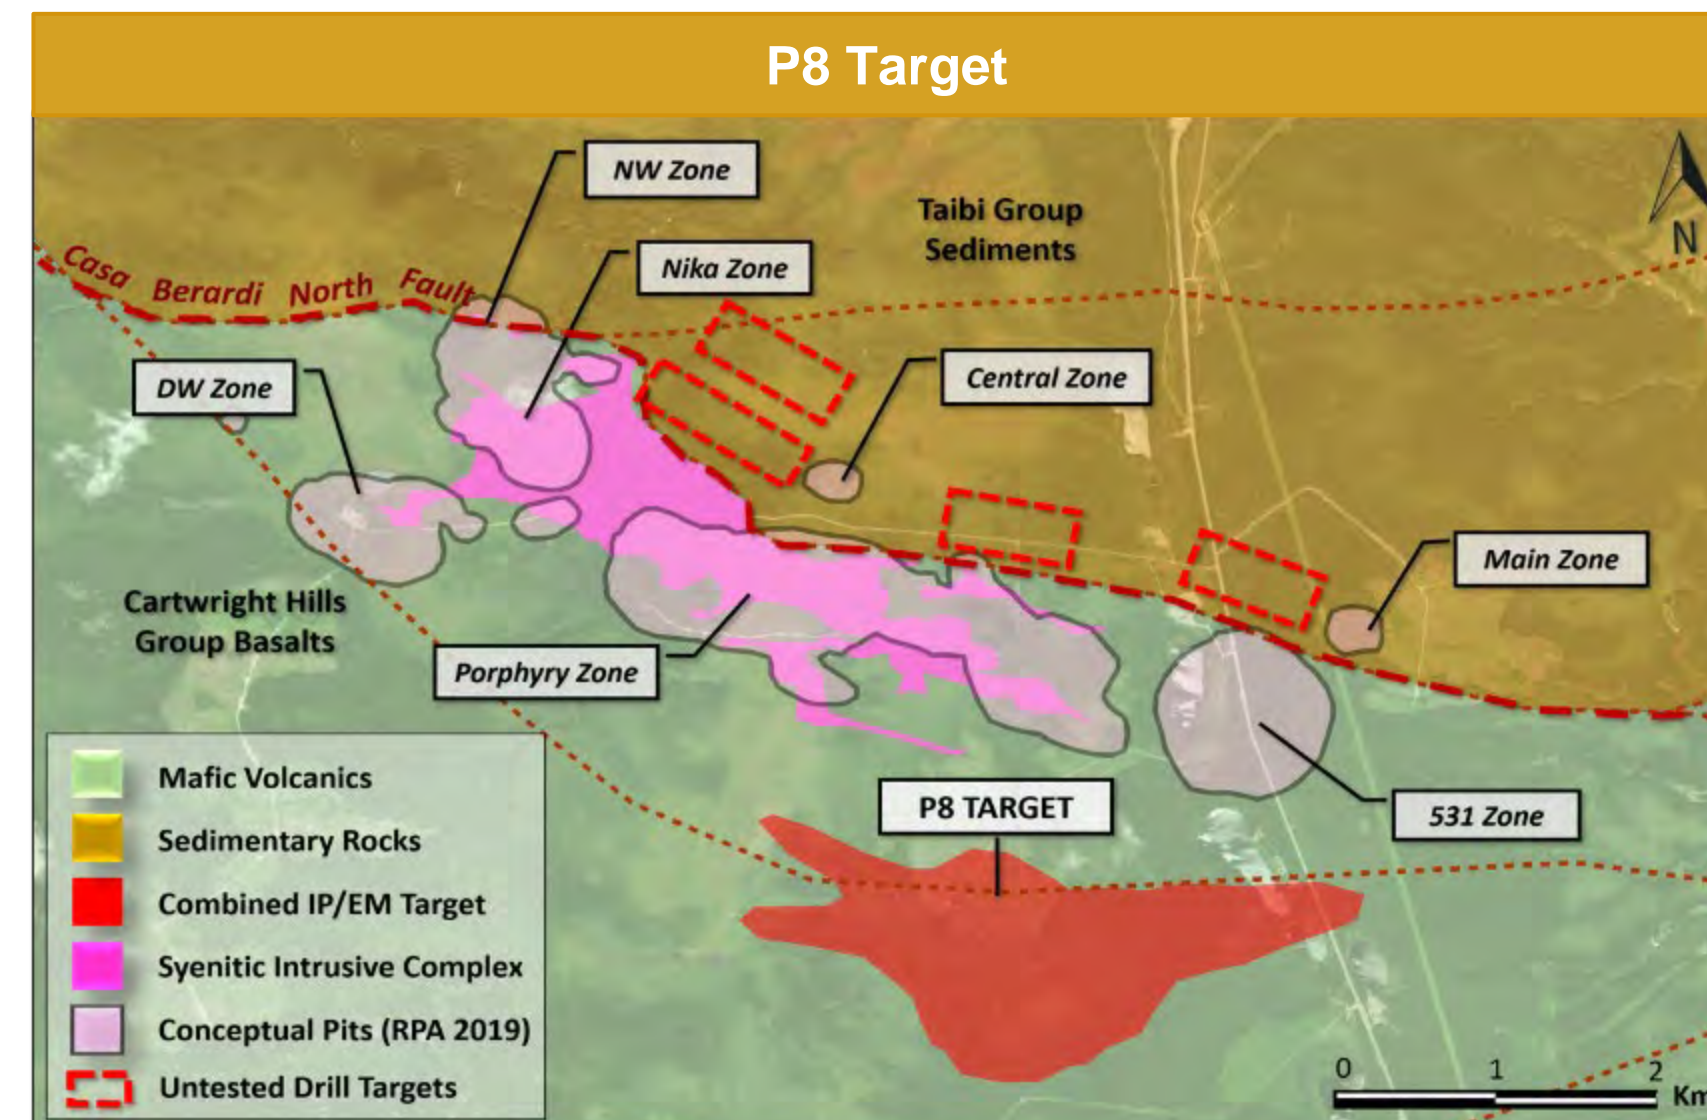 P8 Target
NW Zone
Taibi Group
Sediments
N
Nika Zone
Casa Berardi North Fault
DW Zone
Central Zone
Main Zone
Cartwright Hills
Group Basalts
Porphyry Zone
P8 TARGET
531 Zone
Mafic Volcanics
Sedimentary Rocks
Combined IP/EM Target
Syenitic Intrusive Complex
Conceptual Pits (RPA 2019)
Untested Drill Targets
0 1 2
Km